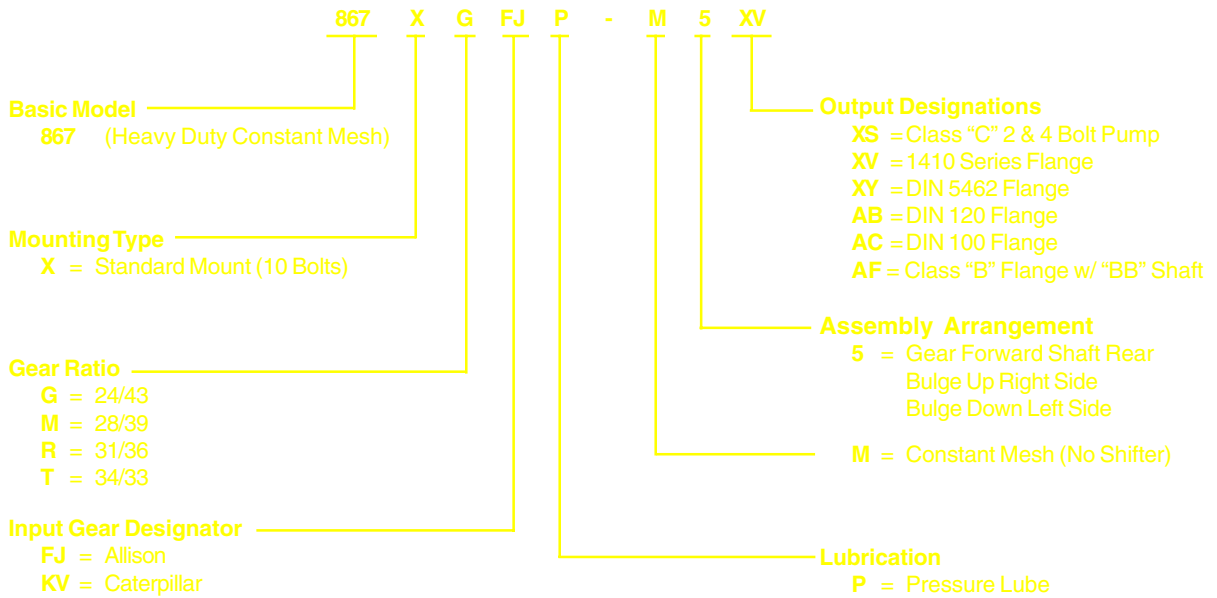 867 X G FJ P - M 5 XV
Basic Model
867 (Heavy Duty Constant Mesh)
Mounting Type
X = Standard Mount (10 Bolts)
Gear Ratio
G = 24/43
M = 28/39
R = 31/36
T = 34/33
Input Gear Designator
FJ = Allison
KV = Caterpillar
Output Designations
XS = Class “C” 2 & 4 Bolt Pump
XV = 1410 Series Flange
XY = DIN 5462 Flange
AB = DIN 120 Flange
AC = DIN 100 Flange
AF = Class “B” Flange w/ “BB” Shaft
Assembly Arrangement
5 = Gear Forward Shaft Rear
Bulge Up Right Side
Bulge Down Left Side
M = Constant Mesh (No Shifter)
Lubrication
P = Pressure Lube